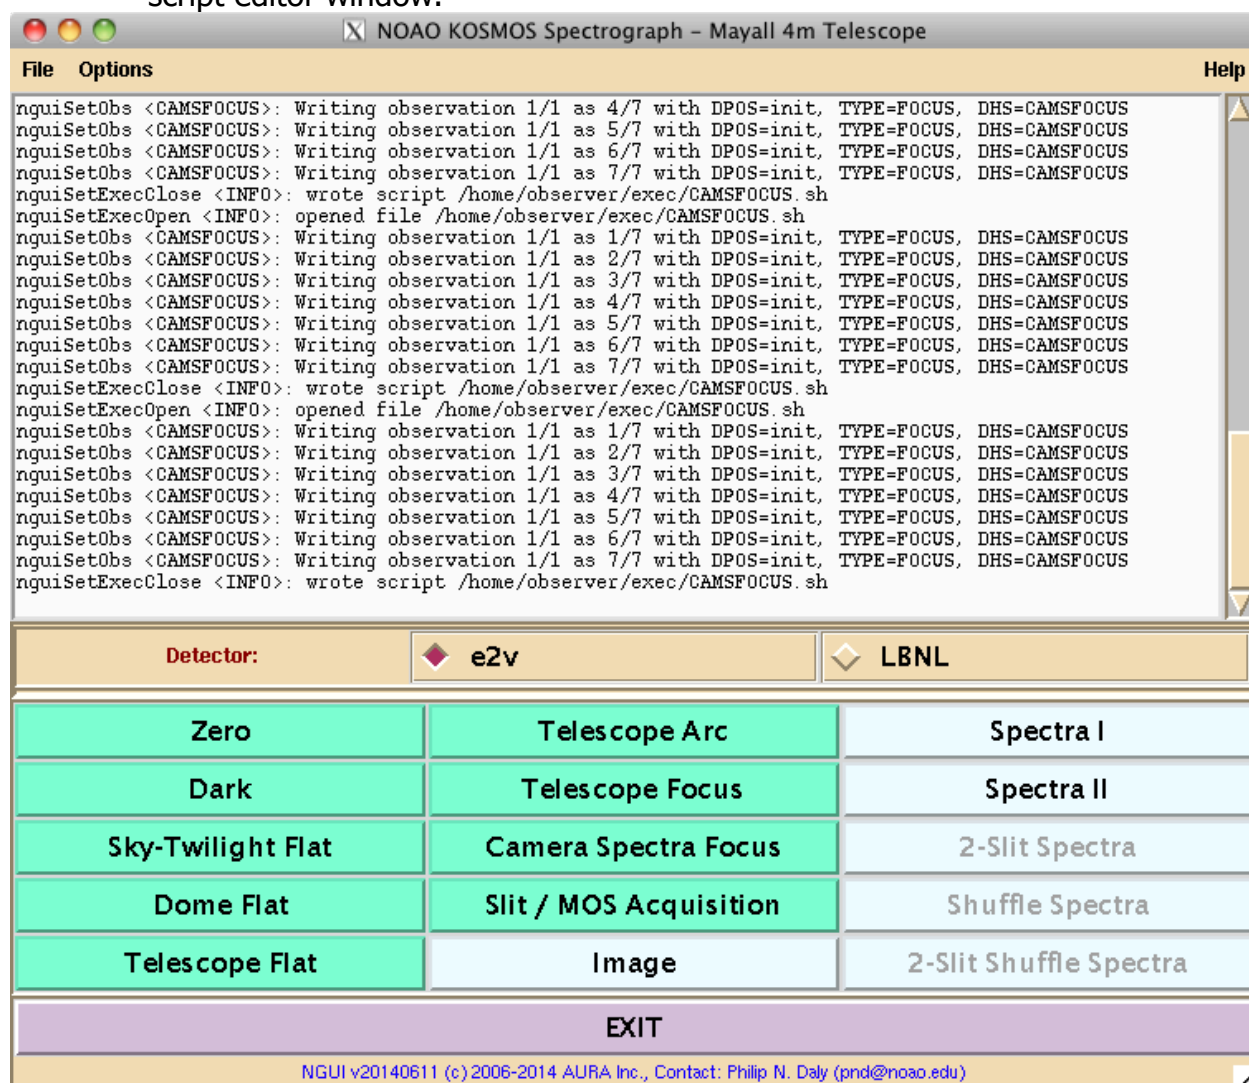 script editor window.
NOAO KOSMOS Spectrograph – Mayall 4m Telescope
File Options Help
nguiSetObs <CAMSFOCUS>: Writing observation 1/1 as 4/7 with DPOS=init, TYPE=FOCUS, DHS=CAMSFOCUS
nguiSetObs <CAMSFOCUS>: Writing observation 1/1 as 5/7 with DPOS=init, TYPE=FOCUS, DHS=CAMSFOCUS
nguiSetObs <CAMSFOCUS>: Writing observation 1/1 as 6/7 with DPOS=init, TYPE=FOCUS, DHS=CAMSFOCUS
nguiSetObs <CAMSFOCUS>: Writing observation 1/1 as 7/7 with DPOS=init, TYPE=FOCUS, DHS=CAMSFOCUS
nguiSetExecClose <INFO>: wrote script /home/observer/exec/CAMSFOCUS.sh
nguiSetExecOpen <INFO>: opened file /home/observer/exec/CAMSFOCUS.sh
nguiSetObs <CAMSFOCUS>: Writing observation 1/1 as 1/7 with DPOS=init, TYPE=FOCUS, DHS=CAMSFOCUS
nguiSetObs <CAMSFOCUS>: Writing observation 1/1 as 2/7 with DPOS=init, TYPE=FOCUS, DHS=CAMSFOCUS
nguiSetObs <CAMSFOCUS>: Writing observation 1/1 as 3/7 with DPOS=init, TYPE=FOCUS, DHS=CAMSFOCUS
nguiSetObs <CAMSFOCUS>: Writing observation 1/1 as 4/7 with DPOS=init, TYPE=FOCUS, DHS=CAMSFOCUS
nguiSetObs <CAMSFOCUS>: Writing observation 1/1 as 5/7 with DPOS=init, TYPE=FOCUS, DHS=CAMSFOCUS
nguiSetObs <CAMSFOCUS>: Writing observation 1/1 as 6/7 with DPOS=init, TYPE=FOCUS, DHS=CAMSFOCUS
nguiSetObs <CAMSFOCUS>: Writing observation 1/1 as 7/7 with DPOS=init, TYPE=FOCUS, DHS=CAMSFOCUS
nguiSetExecClose <INFO>: wrote script /home/observer/exec/CAMSFOCUS.sh
nguiSetExecOpen <INFO>: opened file /home/observer/exec/CAMSFOCUS.sh
nguiSetObs <CAMSFOCUS>: Writing observation 1/1 as 1/7 with DPOS=init, TYPE=FOCUS, DHS=CAMSFOCUS
nguiSetObs <CAMSFOCUS>: Writing observation 1/1 as 2/7 with DPOS=init, TYPE=FOCUS, DHS=CAMSFOCUS
nguiSetObs <CAMSFOCUS>: Writing observation 1/1 as 3/7 with DPOS=init, TYPE=FOCUS, DHS=CAMSFOCUS
nguiSetObs <CAMSFOCUS>: Writing observation 1/1 as 4/7 with DPOS=init, TYPE=FOCUS, DHS=CAMSFOCUS
nguiSetObs <CAMSFOCUS>: Writing observation 1/1 as 5/7 with DPOS=init, TYPE=FOCUS, DHS=CAMSFOCUS
nguiSetObs <CAMSFOCUS>: Writing observation 1/1 as 6/7 with DPOS=init, TYPE=FOCUS, DHS=CAMSFOCUS
nguiSetObs <CAMSFOCUS>: Writing observation 1/1 as 7/7 with DPOS=init, TYPE=FOCUS, DHS=CAMSFOCUS
nguiSetExecClose <INFO>: wrote script /home/observer/exec/CAMSFOCUS.sh
Detector: e2v LBNL
Zero Telescope Arc Spectra I
Dark Telescope Focus Spectra II
Sky-Twilight Flat Camera Spectra Focus 2-Slit Spectra
Dome Flat Slit / MOS Acquisition Shuffle Spectra
Telescope Flat Image 2-Slit Shuffle Spectra
EXIT
NGUI v20140611 (c) 2006-2014 AURA Inc., Contact: Philip N. Daly (pnd@noao.edu)